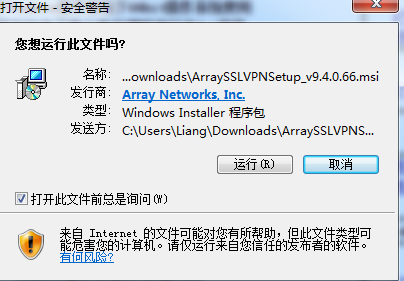 打开文件 - 安全警告
您想运行此文件吗?
名称: ...ownloads\ArraySSLVPNSetup_v9.4.0.66.msi
发行商: Array Networks, Inc.
类型: Windows Installer 程序包
发送方: C:\Users\Liang\Downloads\ArraySSLVPNS...
运行(R) 取消
打开此文件前总是询问(W)
来自 Internet 的文件可能对您有所帮助,但此文件类型可
能危害您的计算机。请仅运行来自您信任的发布者的软件。
有何风险?